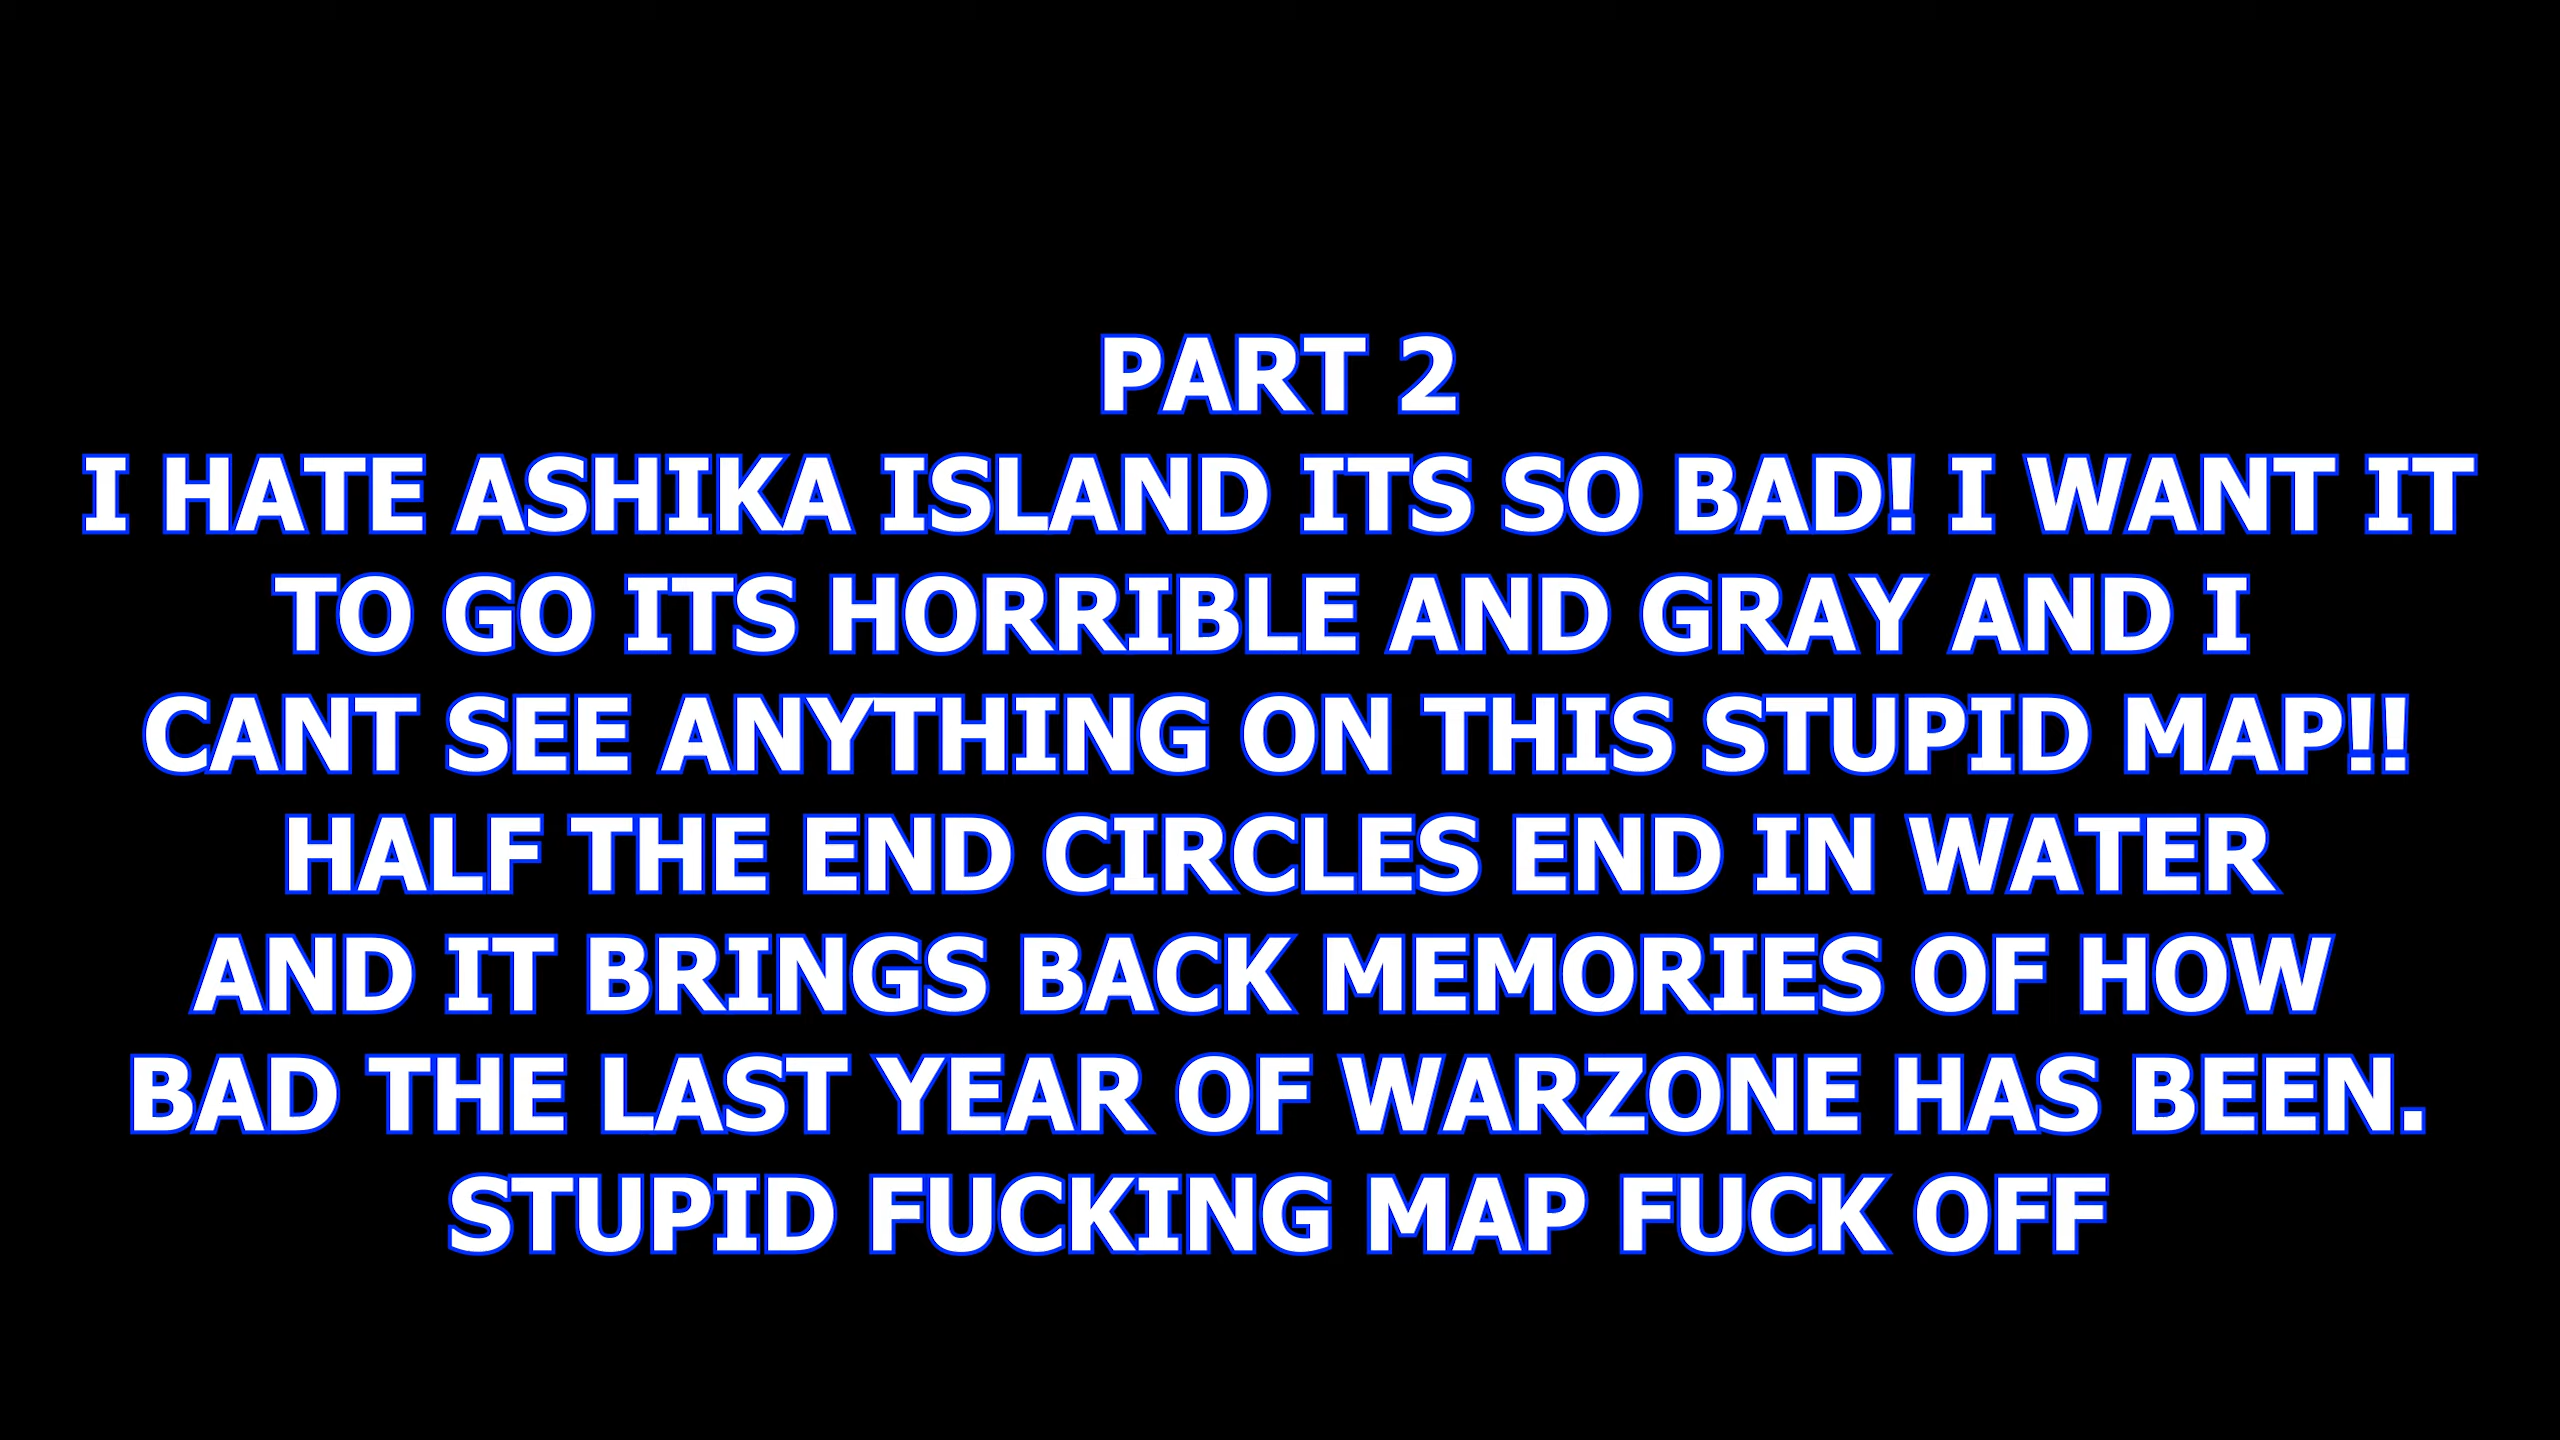 PART 2
I HATE ASHIKA ISLAND ITS SO BAD! I WANT IT
TO GO ITS HORRIBLE AND GRAY AND I
CANT SEE ANYTHING ON THIS STUPID MAP!!
HALF THE END CIRCLES END IN WATER
AND IT BRINGS BACK MEMORIES OF HOW
BAD THE LAST YEAR OF WARZONE HAS BEEN.
STUPID FUCKING MAP FUCK OFF